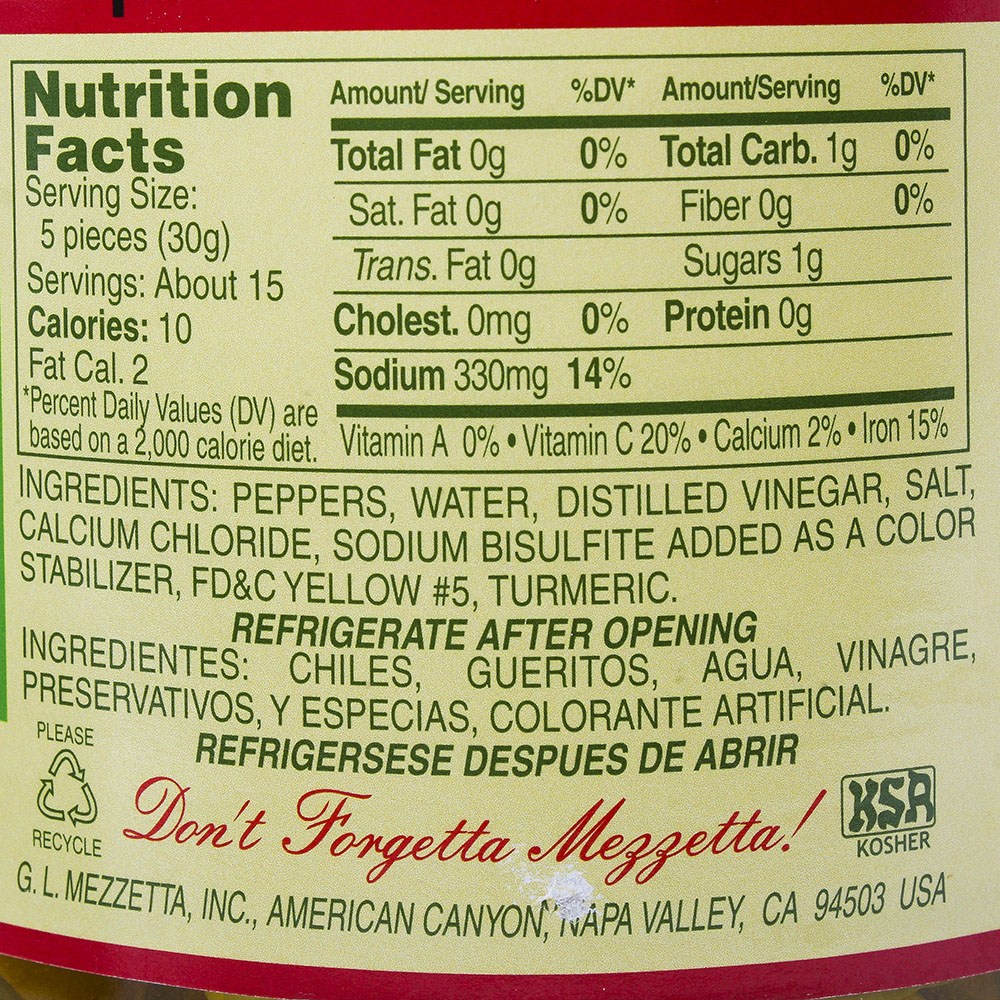 Nutrition
Facts
Serving Size:
5 pieces (30g)
Servings: About 15
Calories: 10
Fat Cal. 2
*Percent Daily Values (DV) are
based on a 2,000 calorie diet.
Amount/ Serving %DV* Amount/Serving %DV*
Total Fat 0g 0% Total Carb. 1g 0%
Sat. Fat 0g 0% Fiber 0g 0%
Trans. Fat 0g Sugars 1g
Cholest. 0mg 0% Protein 0g
Sodium 330mg 14%
Vitamin A 0% • Vitamin C 20% • Calcium 2% • Iron 15%
INGREDIENTS: PEPPERS, WATER, DISTILLED VINEGAR, SALT,
CALCIUM CHLORIDE, SODIUM BISULFITE ADDED AS A COLOR
STABILIZER, FD&C YELLOW #5, TURMERIC.
REFRIGERATE AFTER OPENING
INGREDIENTES: CHILES, GUERITOS, AGUA, VINAGRE,
PRESERVATIVOS, Y ESPECIAS, COLORANTE ARTIFICIAL.
REFRIGERSESE DESPUES DE ABRIR
PLEASE
RECYCLE
Don't Forgetta Mezzetta!
KSA
KOSHER
G. L. MEZZETTA, INC., AMERICAN CANYON, NAPA VALLEY, CA 94503 USA